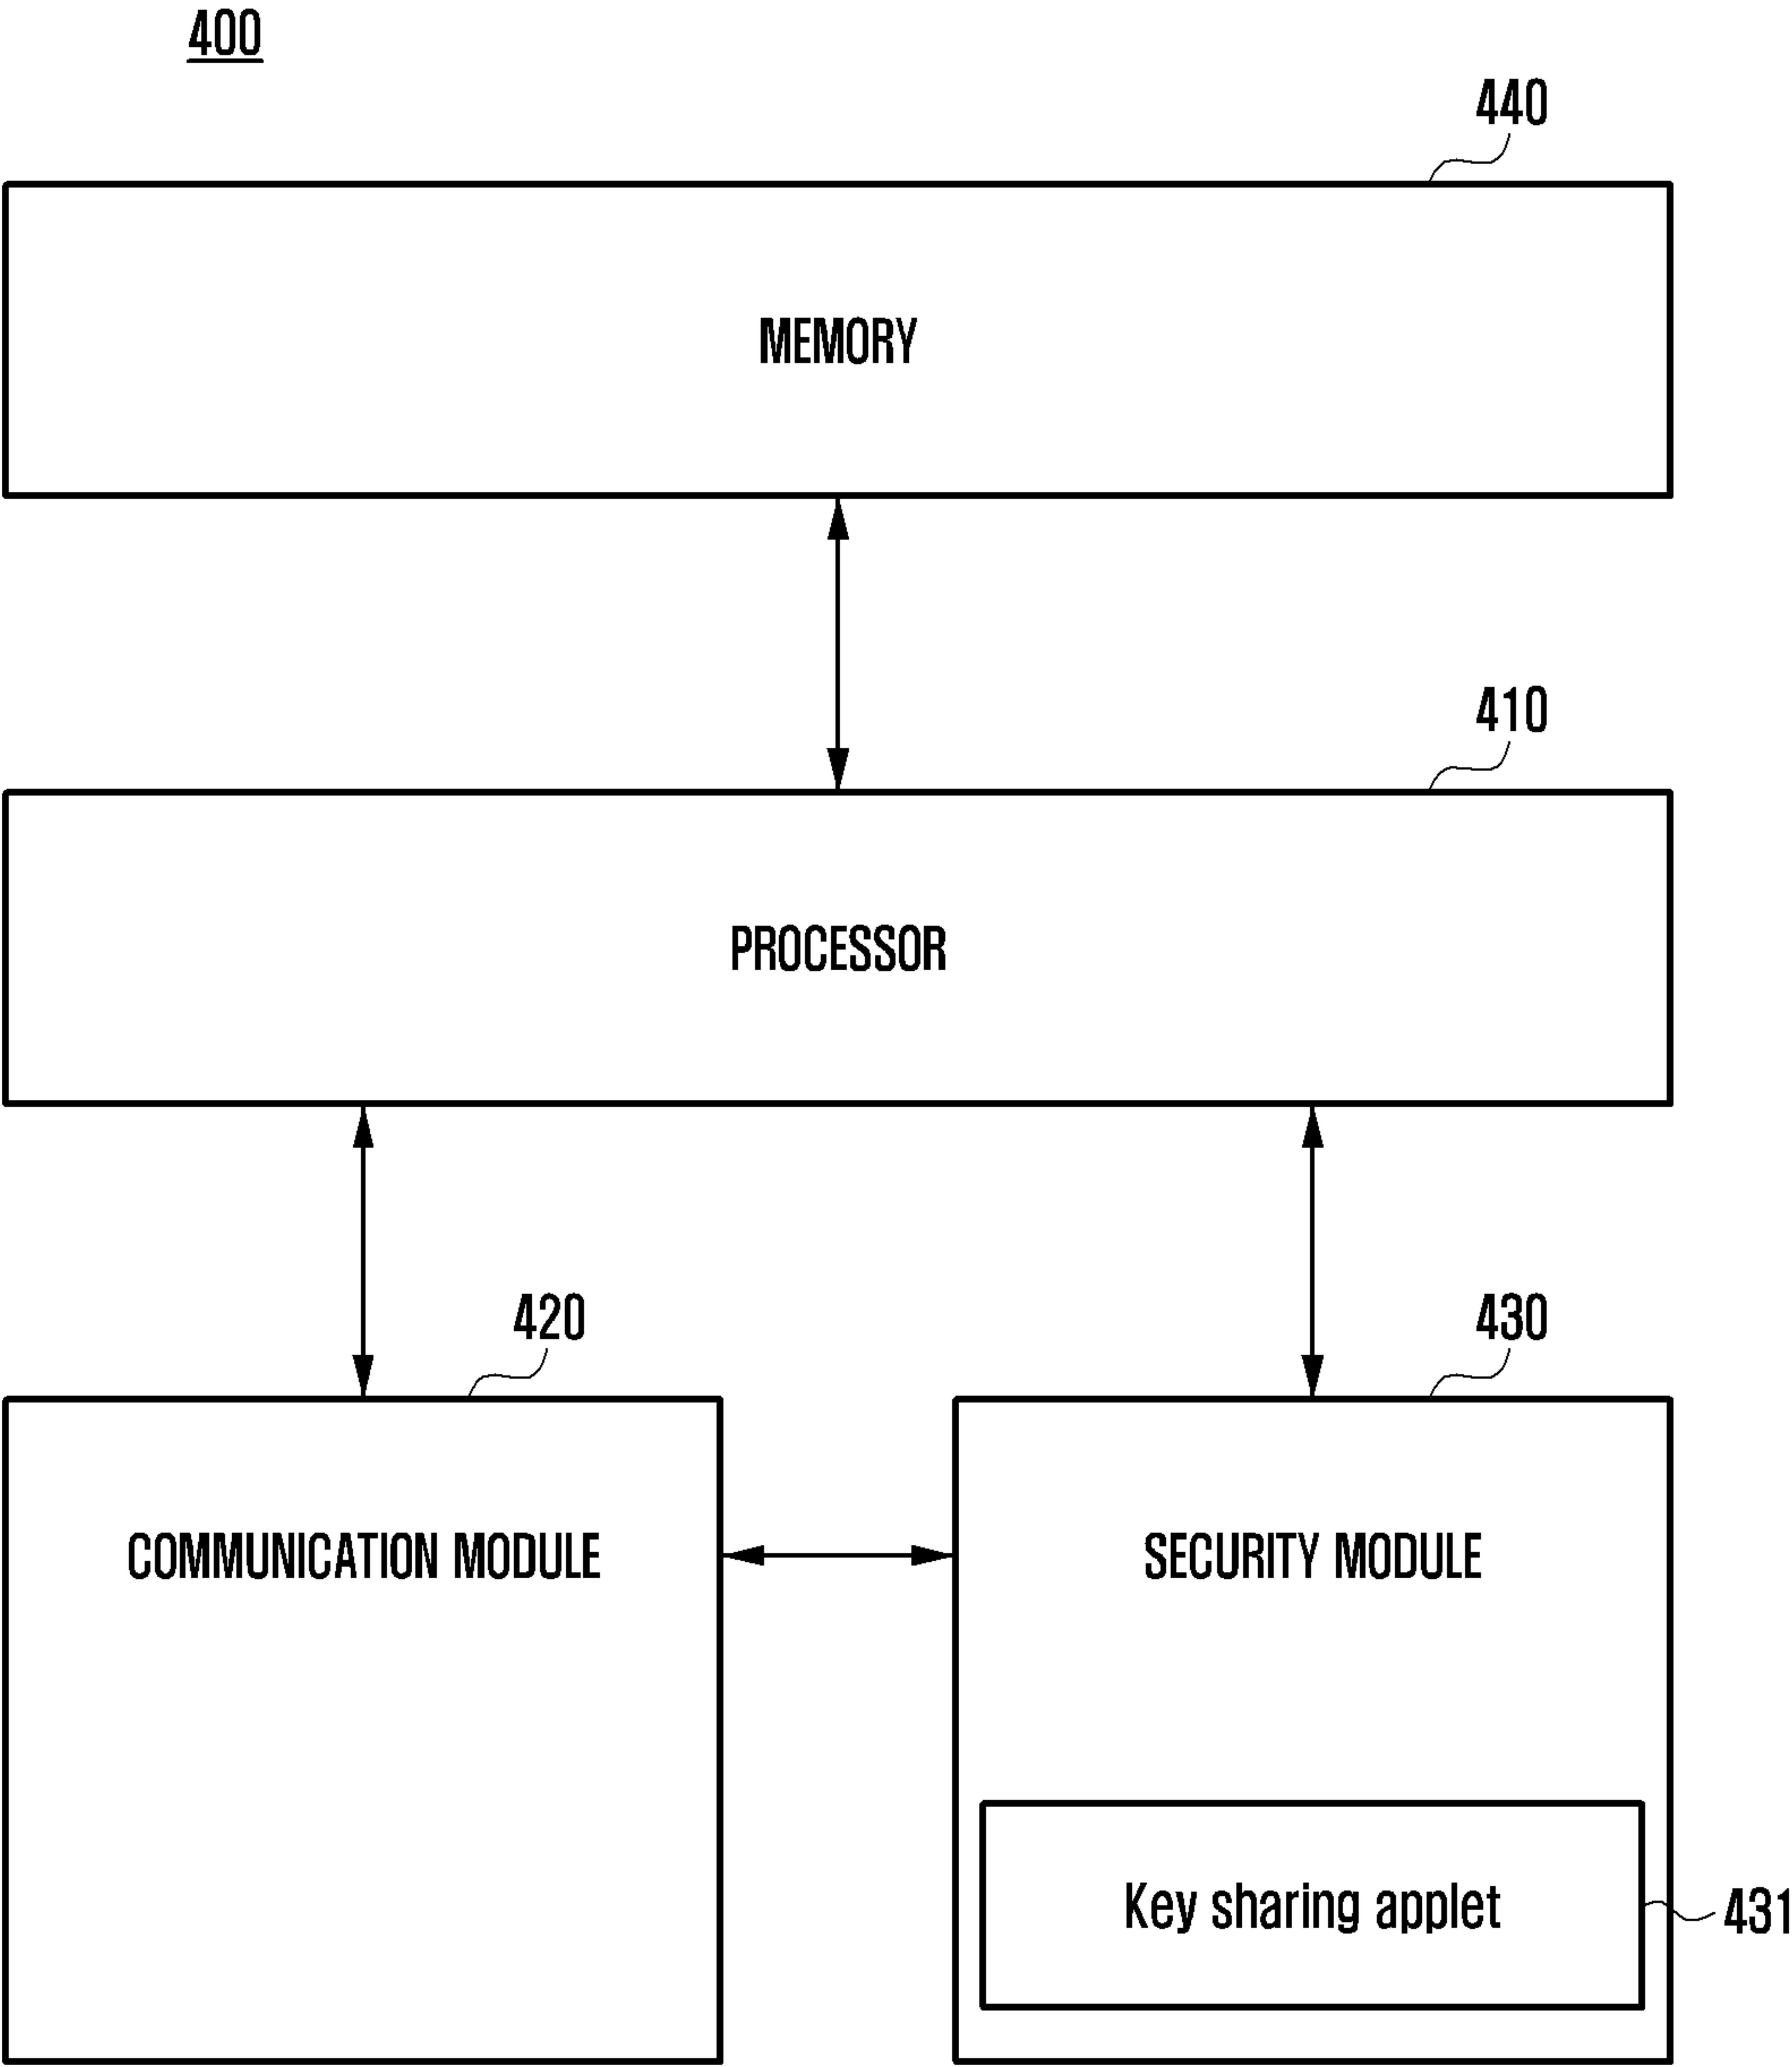 400
440
MEMORY
410
PROCESSOR
420
430
COMMUNICATION MODULE
SECURITY MODULE
Key sharing applet
431